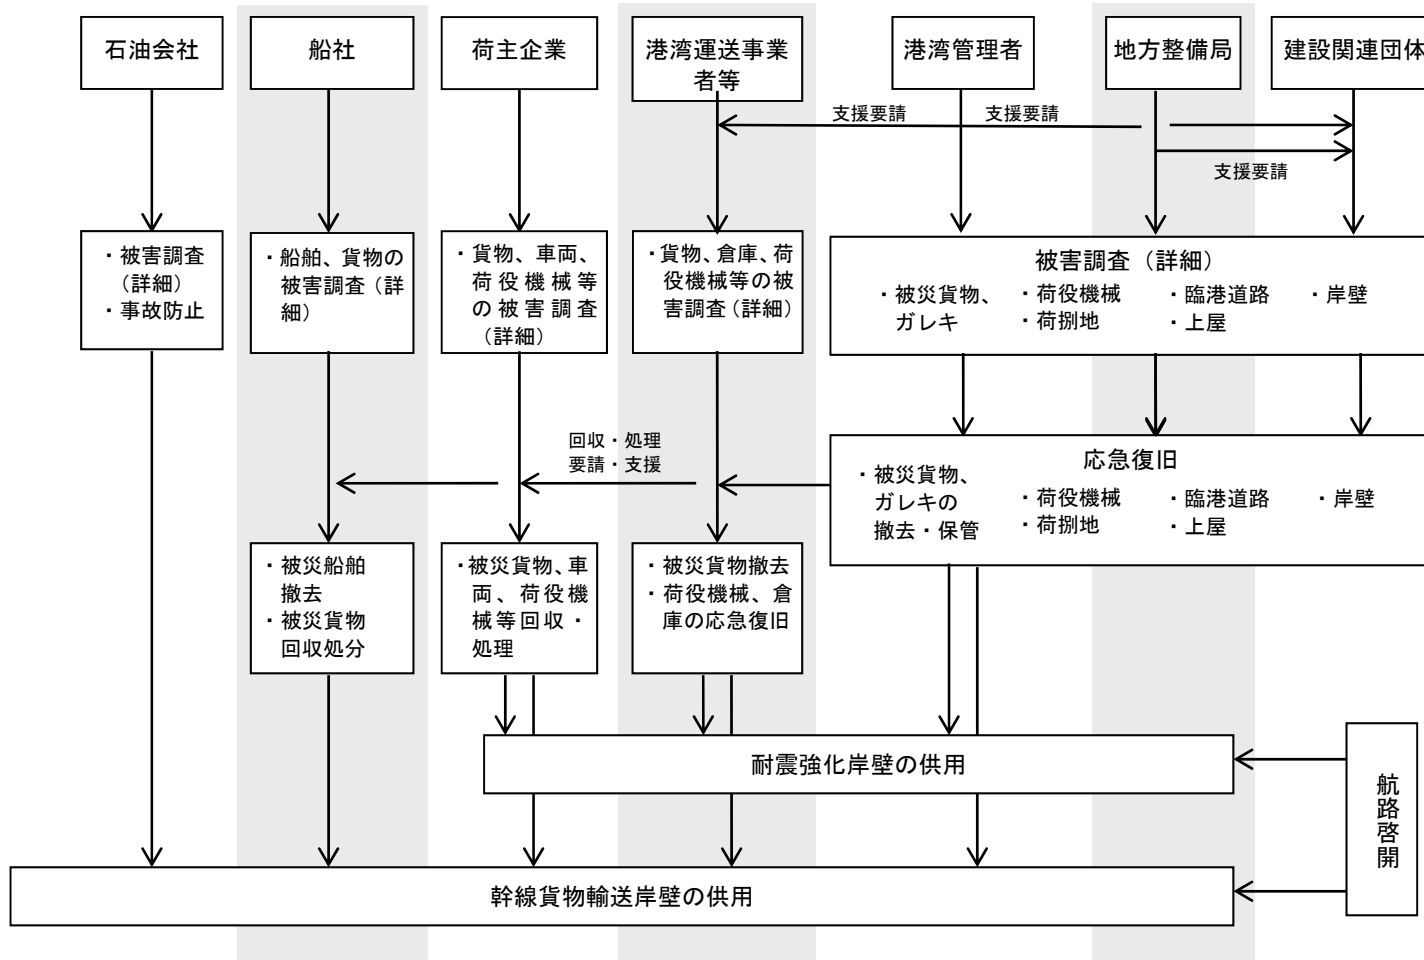 石油会社
船社
荷主企業
港湾運送事業
者等
港湾管理者
地方整備局
建設関連団体
支援要請
支援要請
支援要請
・被害調査
(詳細)
・事故防止
・船舶、貨物の
被害調査(詳
細)
・貨物、車両、
荷役機械等
の被害調査
(詳細)
・貨物、倉庫、荷
役機械等の被
害調査(詳細)
被害調査(詳細)
・被災貨物、
ガレキ
・荷役機械
・荷捌地
・臨港道路
・上屋
・岸壁
回収・処理
要請・支援
応急復旧
・被災貨物、
ガレキの
撤去・保管
・荷役機械
・荷捌地
・臨港道路
・上屋
・岸壁
・被災船舶
撤去
・被災貨物
回収処分
・被災貨物、車
両、荷役機
械等回収・
処理
・被災貨物撤去
・荷役機械、倉
庫の応急復旧
耐震強化岸壁の供用
航路啓開
幹線貨物輸送岸壁の供用